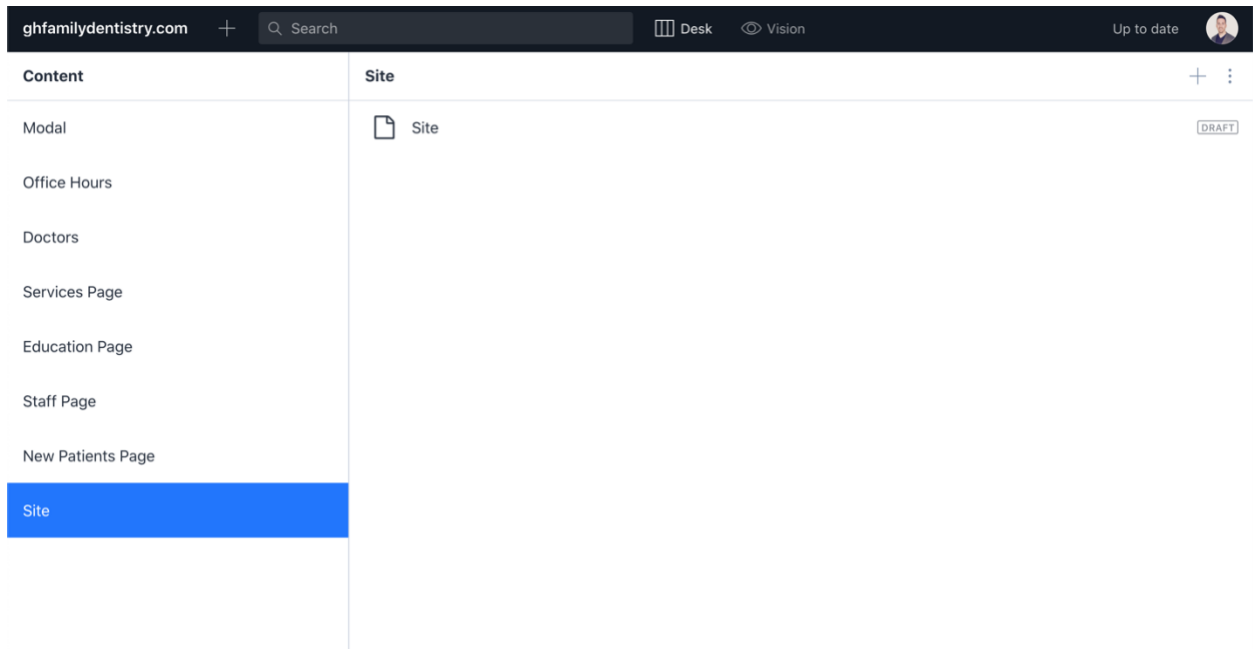 ghfamilydentistry.com Search Desk Vision Up to date
Content
Modal
Office Hours
Doctors
Services Page
Education Page
Staff Page
New Patients Page
Site
Site
Site DRAFT